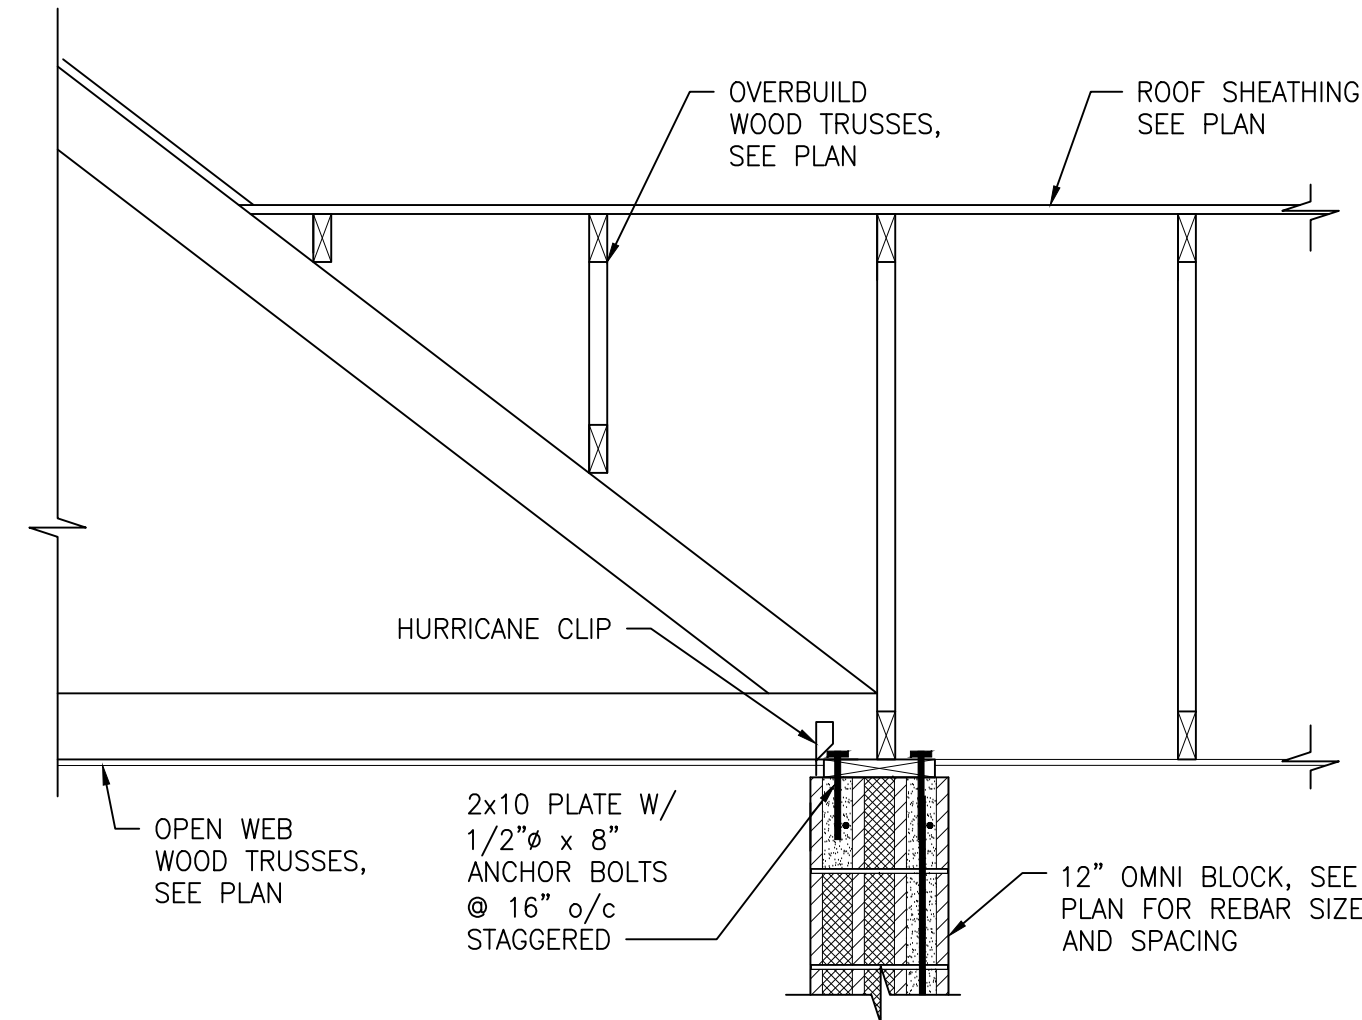 OVERBUILD
WOOD TRUSSES,
SEE PLAN
ROOF SHEATHING
SEE PLAN
HURRICANE CLIP
2x10 PLATE W/
1/2"ø x 8"
ANCHOR BOLTS
@ 16" o/c
STAGGERED
OPEN WEB
WOOD TRUSSES,
SEE PLAN
12" OMNI BLOCK, SEE
PLAN FOR REBAR SIZE
AND SPACING